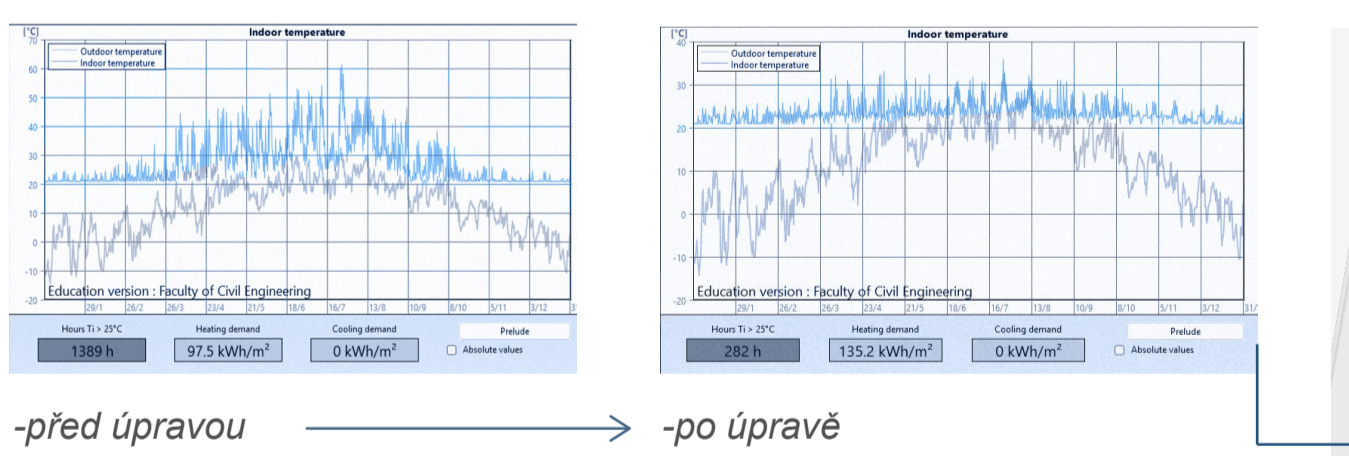 [°C]
Indoor temperature
70
60
50
40
30
20
10
0
-10
-20
Outdoor temperature
Indoor temperature
Education version : Faculty of Civil Engineering
29/1 26/2 26/3 23/4 21/5 18/6 16/7 13/8 10/9 8/10 5/11 3/12
Hours Ti > 25°C Heating demand Cooling demand Prelude
1389 h 97.5 kWh/m² 0 kWh/m² Absolute values
-před úpravou
[°C]
Indoor temperature
40
30
20
10
0
-10
-20
Outdoor temperature
Indoor temperature
Education version : Faculty of Civil Engineering
29/1 26/2 26/3 23/4 21/5 18/6 16/7 13/8 10/9 8/10 5/11 3/12 31/
Hours Ti > 25°C Heating demand Cooling demand Prelude
282 h 135.2 kWh/m² 0 kWh/m² Absolute values
-po úpravě